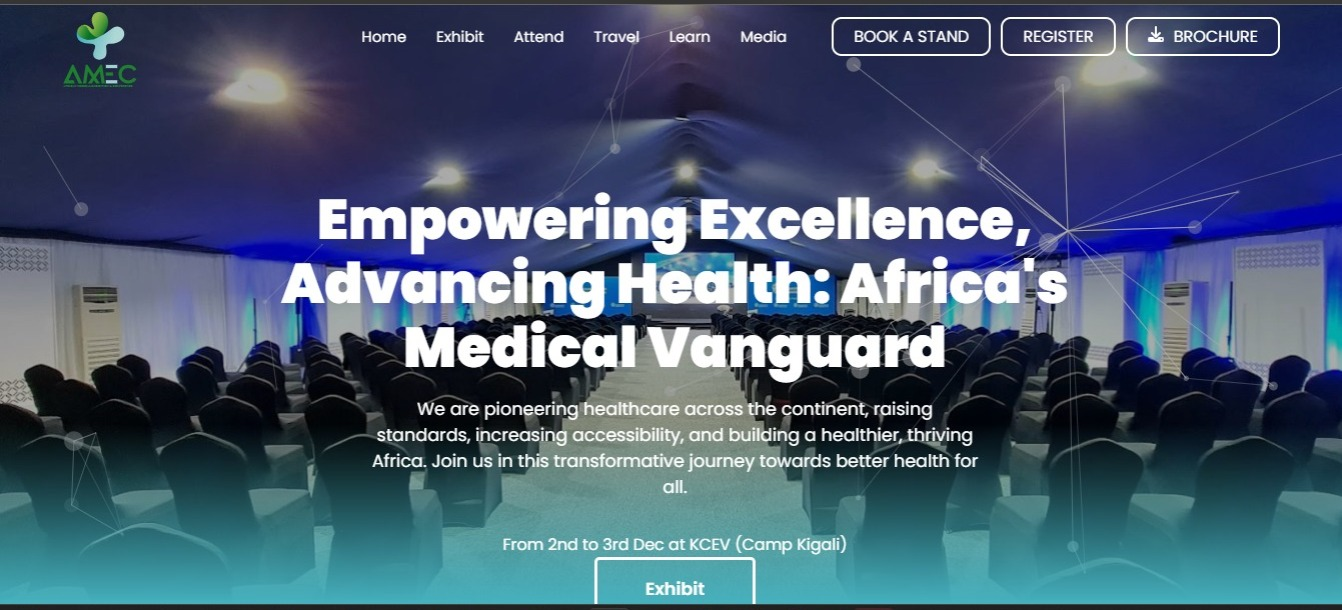 AMEC
Home Exhibit Attend Travel Learn Media BOOK A STAND REGISTER BROCHURE
Empowering Excellence,
Advancing Health: Africa's
Medical Vanguard
We are pioneering healthcare across the continent, raising
standards, increasing accessibility, and building a healthier, thriving
Africa. Join us in this transformative journey towards better health for
all.
From 2nd to 3rd Dec at KCEV (Camp Kigali)
Exhibit